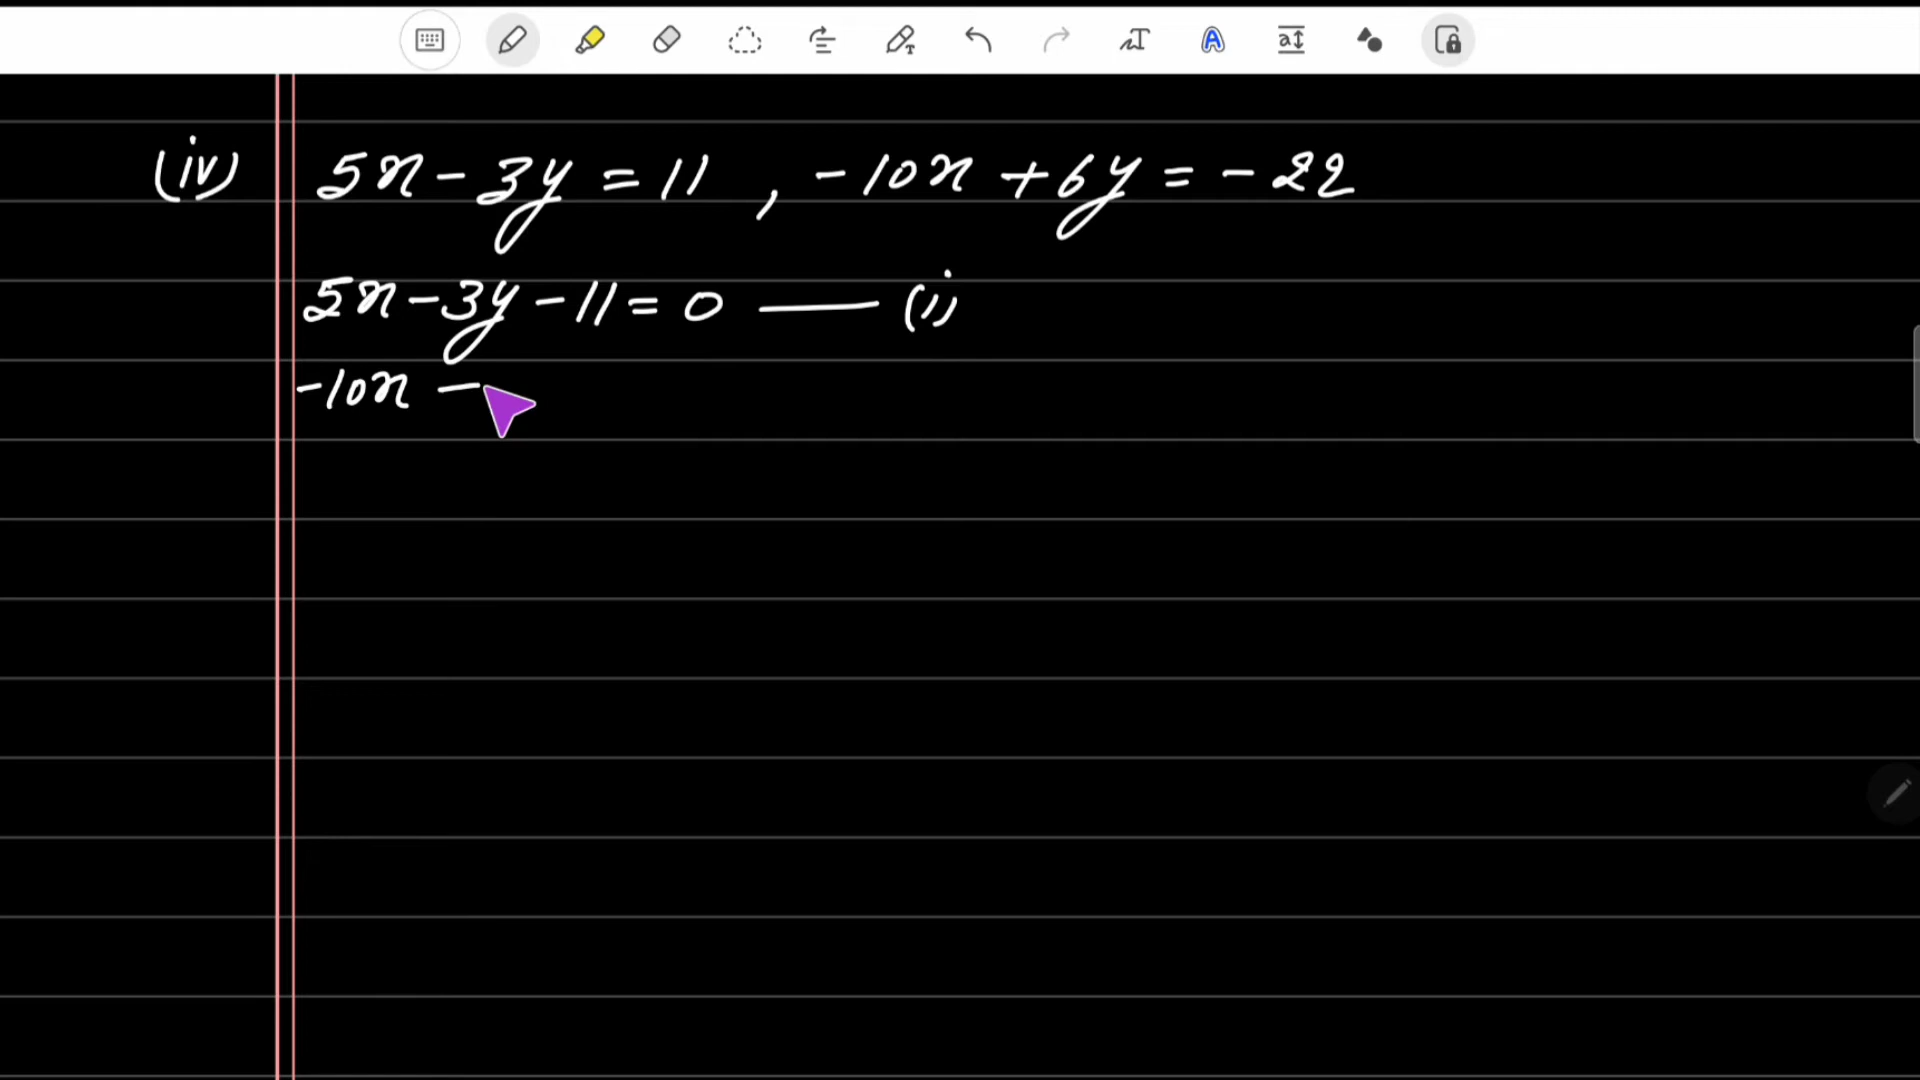 (iv) 5x - 3y = 11 , -10x + 6y = - 22
5x - 3y - 11 = 0 —— (i)
-10x -